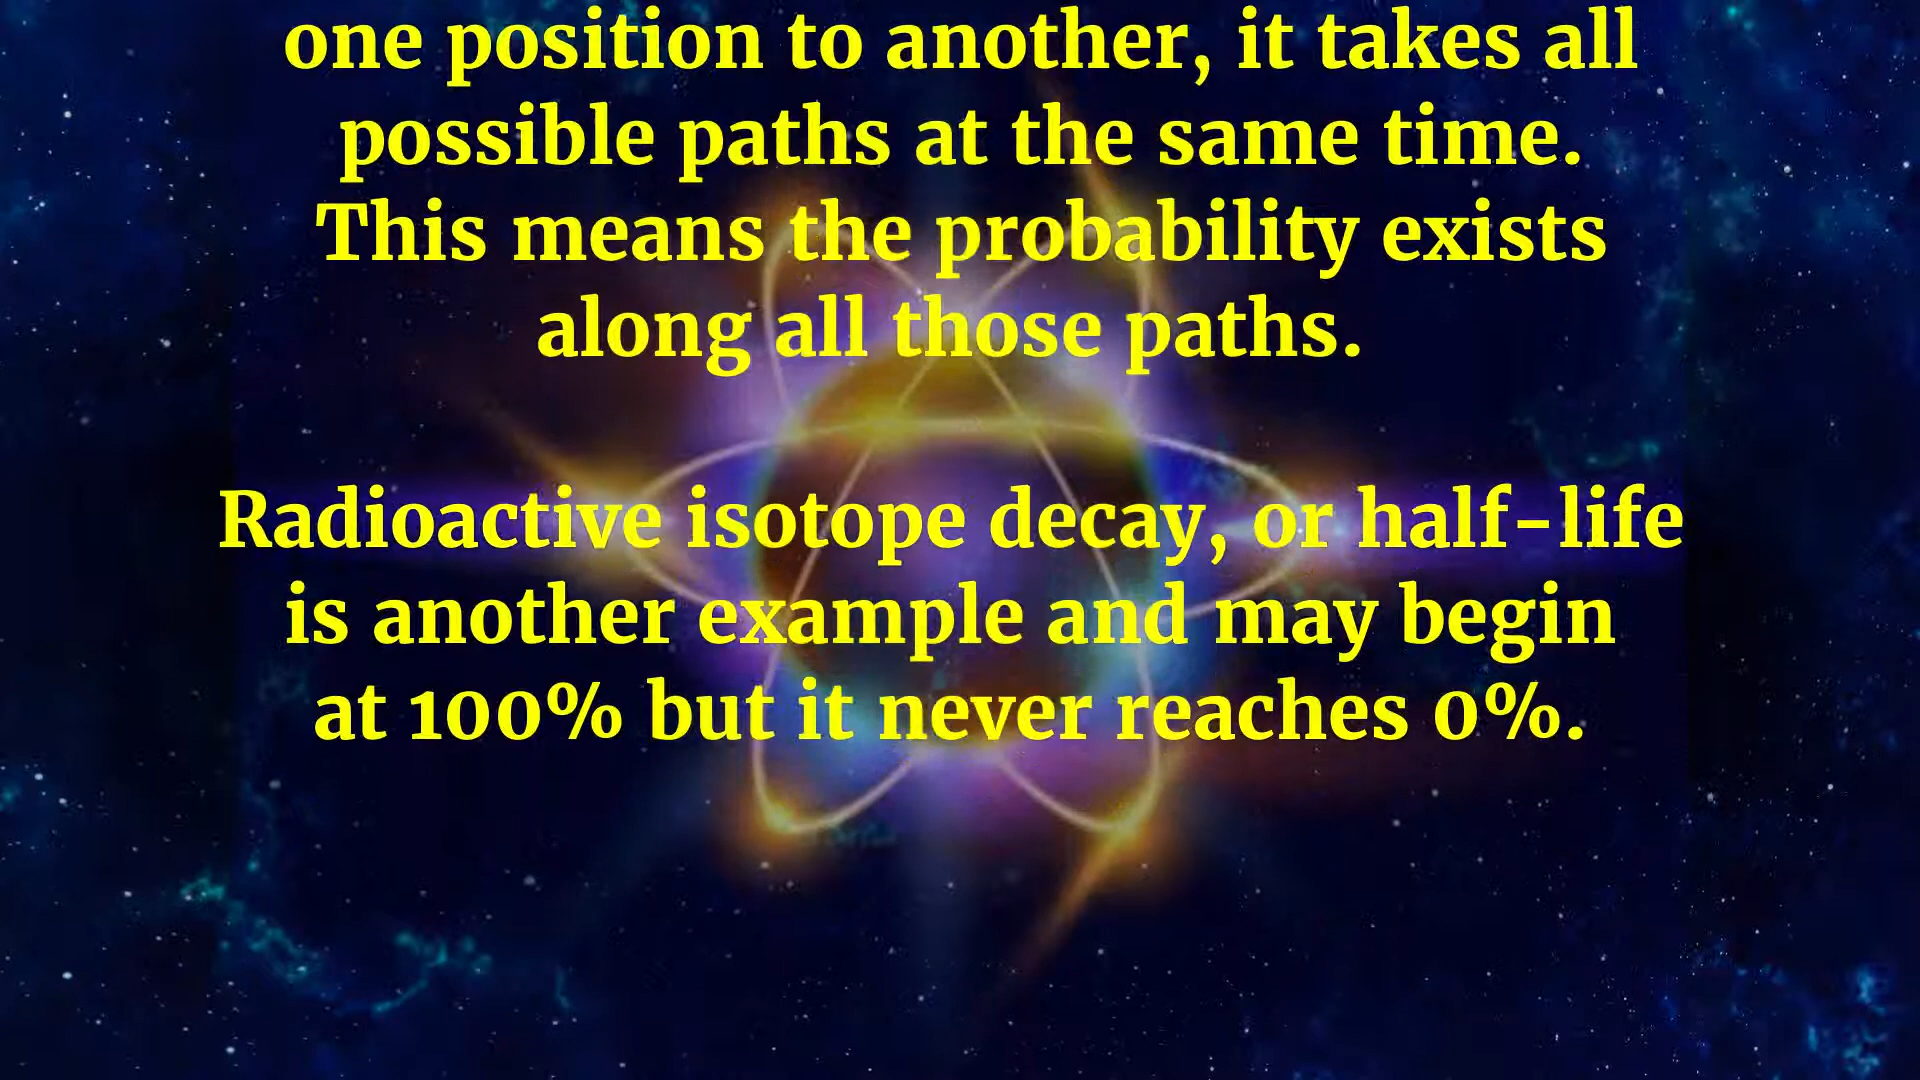 one position to another, it takes all
possible paths at the same time.
This means the probability exists
along all those paths.
Radioactive isotope decay, or half-life
is another example and may begin
at 100% but it never reaches 0%.